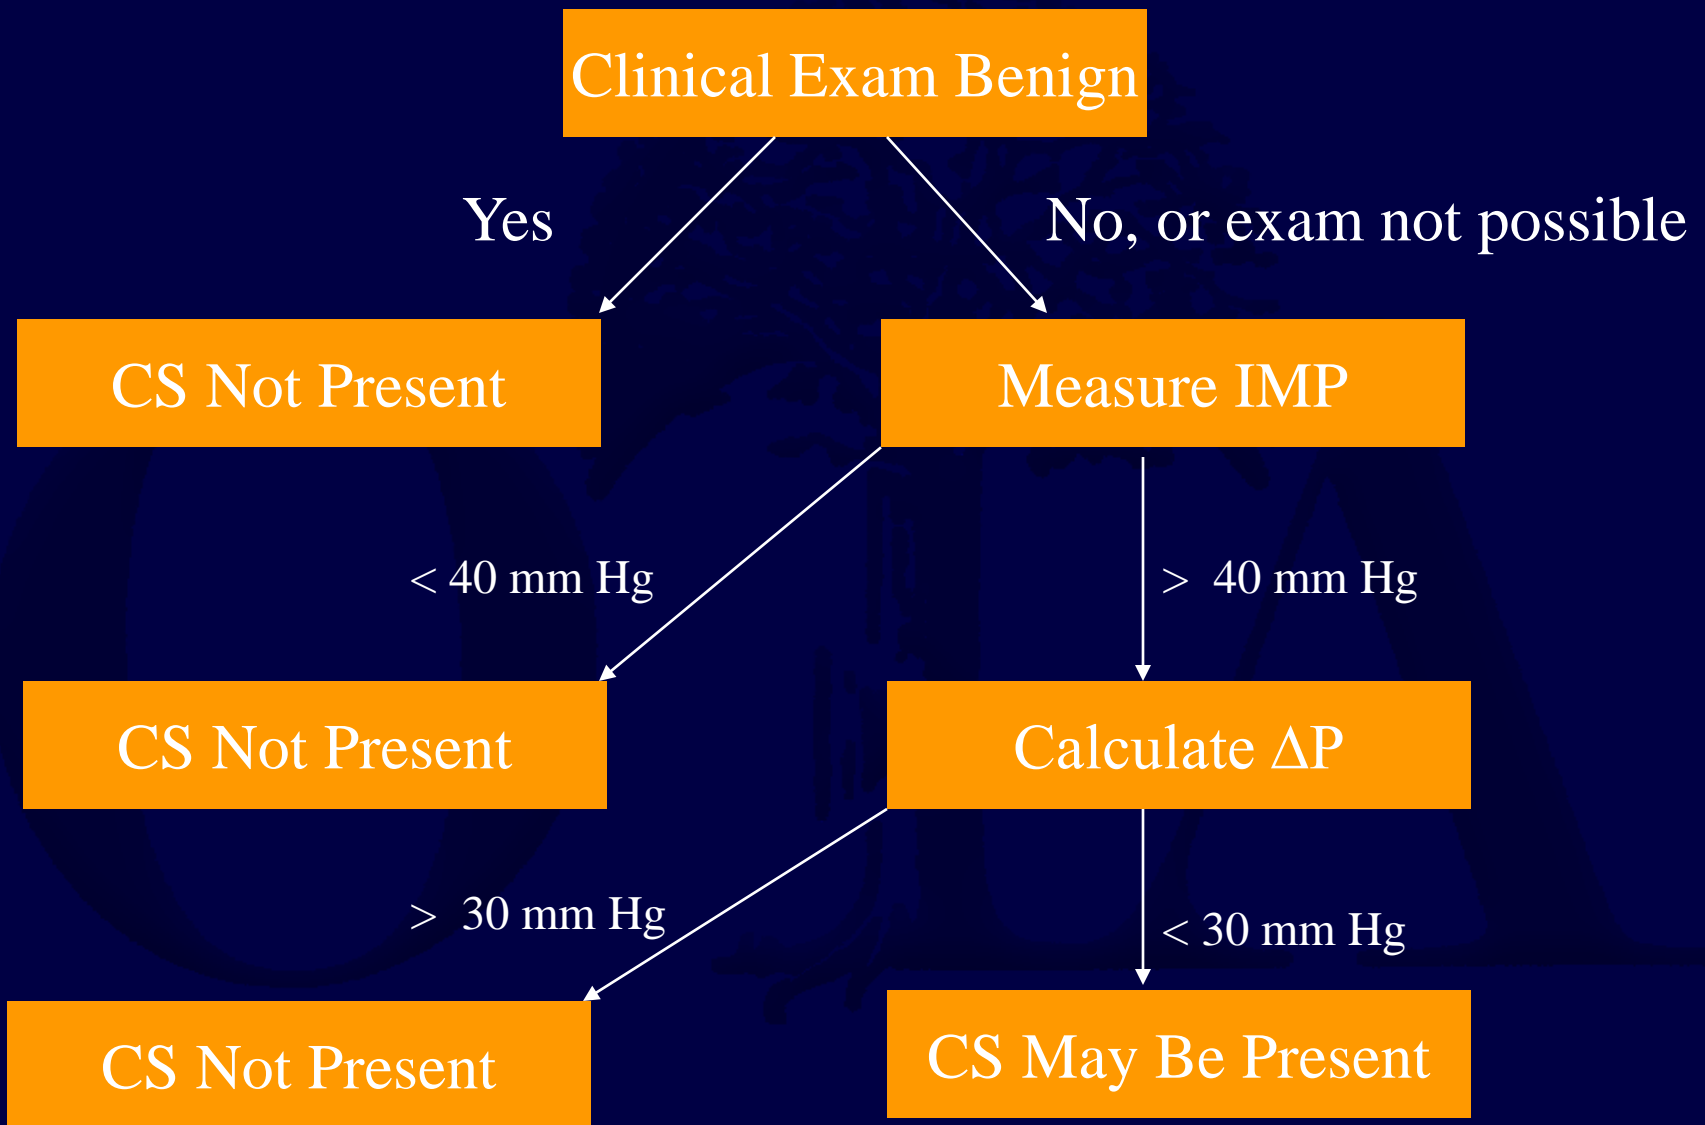 Clinical Exam Benign
Yes
No, or exam not possible
CS Not Present
Measure IMP
< 40 mm Hg
> 40 mm Hg
CS Not Present
Calculate ΔP
> 30 mm Hg
< 30 mm Hg
CS Not Present
CS May Be Present
OTA